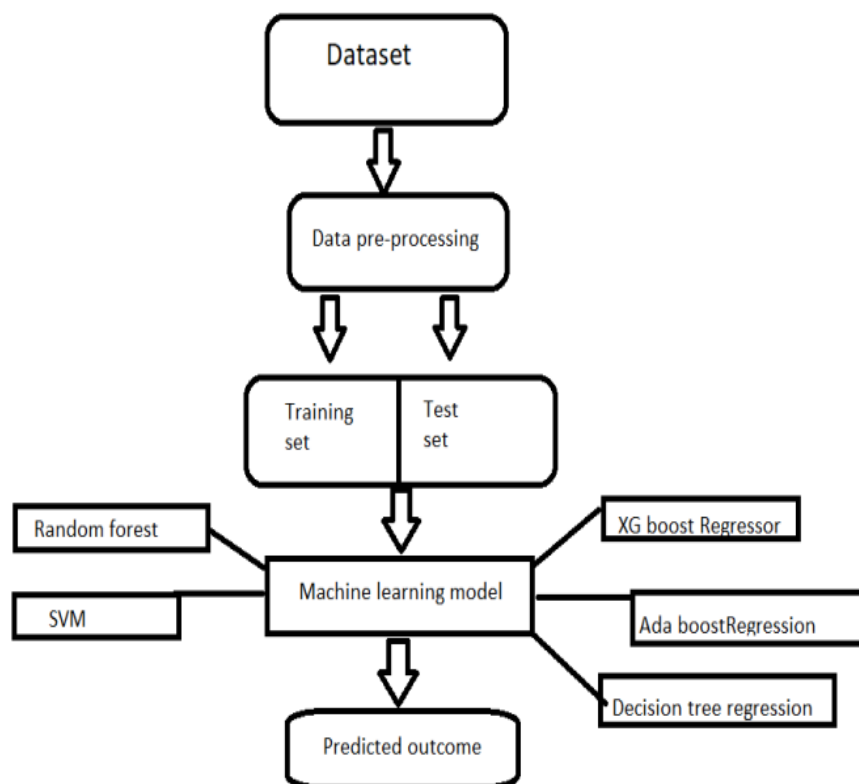 Dataset
Data pre-processing
Training
set
Test
set
Random forest
XG boost Regressor
Machine learning model
SVM
Ada boostRegression
Decision tree regression
Predicted outcome